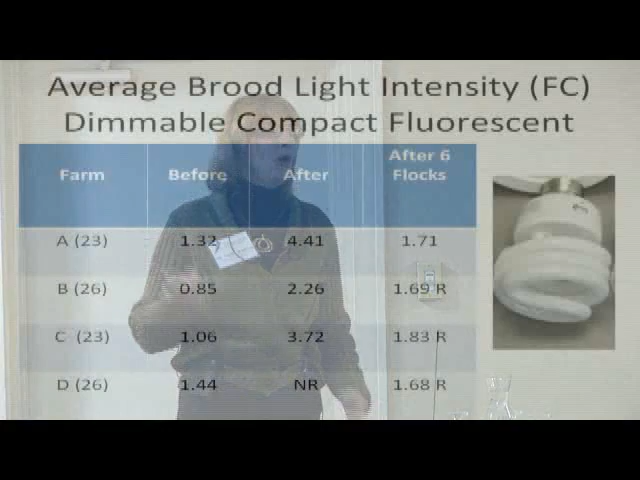 Average Brood Light Intensity (FC)
Dimmable Compact Fluorescent
Farm Before After After 6 Flocks
A (23) 1.32 4.41 1.71
B (26) 0.85 2.26 1.69 R
C (23) 1.06 3.72 1.83 R
D (26) 1.44 NR 1.68 R